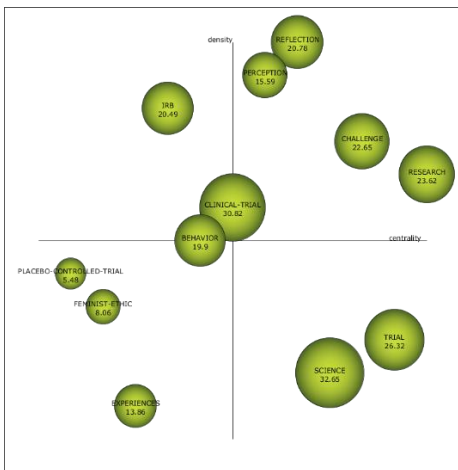 density
REFLECTION
20.78
PERCEPTION
15.59
IRB
20.49
CHALLENGE
22.65
RESEARCH
23.62
CLINICAL-TRIAL
30.82
BEHAVIOR
19.9
centrality
PLACEBO-CONTROLLED-TRIAL
5.48
FEMINIST-ETHIC
8.06
TRIAL
26.32
SCIENCE
32.65
EXPERIENCES
13.86